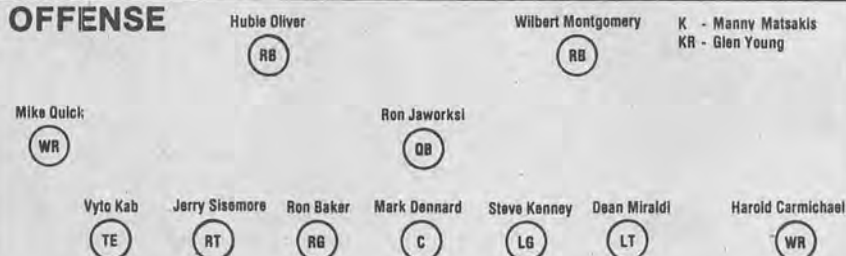 OFFENSE
Hubie Oliver
Wilbert Montgomery
K - Manny Matsakis
KR - Glen Young
RB
RB
Mike Quick
Ron Jaworksi
WR
QB
Vyto Kab
Jerry Sisemore
Ron Baker
Mark Dennard
Steve Kenney
Dean Miraldi
Harold Carmichael
TE
RT
RG
C
LG
LT
WR